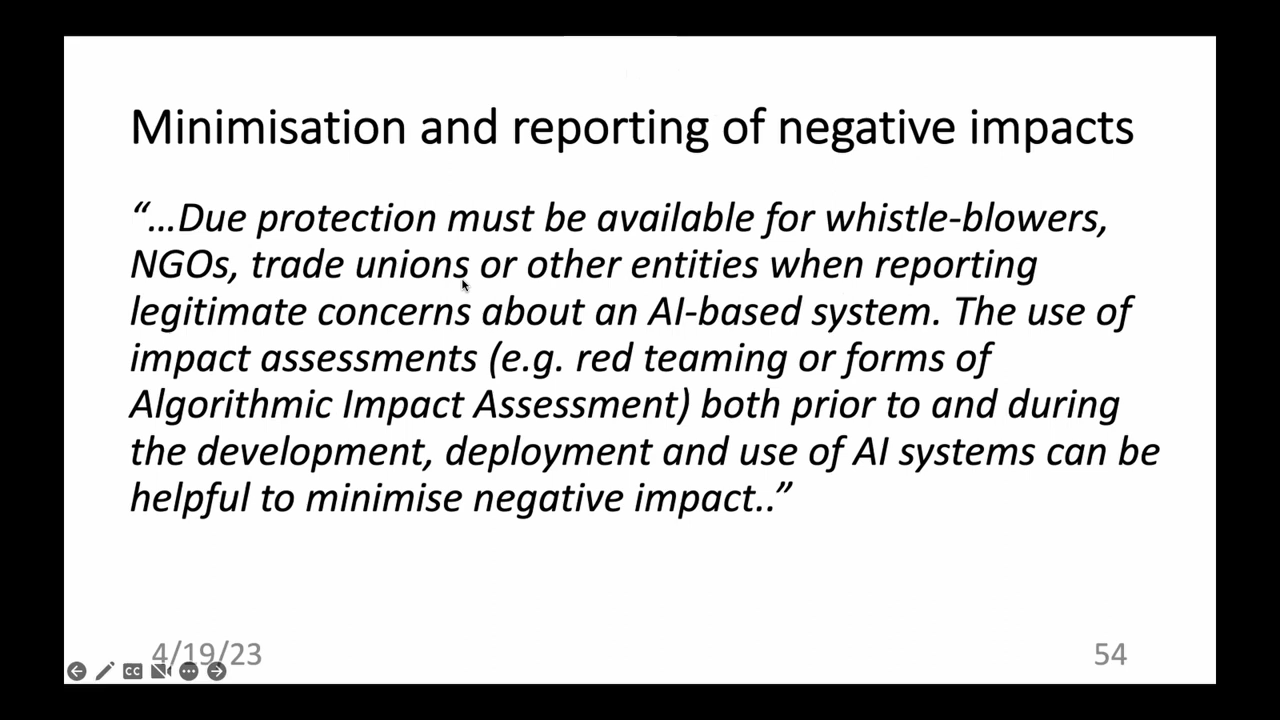 Minimisation and reporting of negative impacts
“…Due protection must be available for whistle-blowers,
NGOs, trade unions or other entities when reporting
legitimate concerns about an AI-based system. The use of
impact assessments (e.g. red teaming or forms of
Algorithmic Impact Assessment) both prior to and during
the development, deployment and use of AI systems can be
helpful to minimise negative impact..”
4/19/23
54
CC